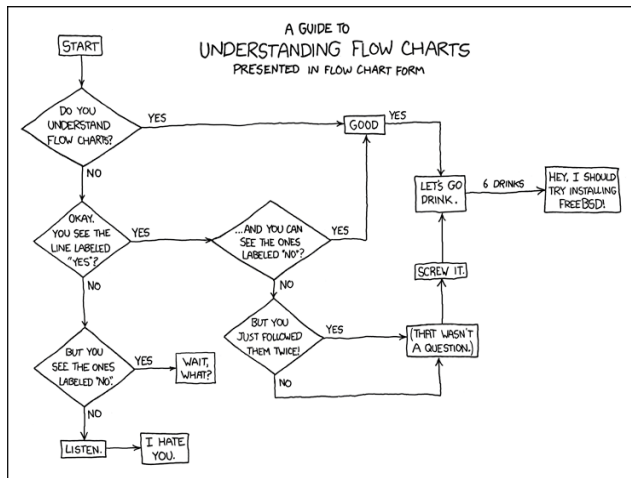 A GUIDE TO
UNDERSTANDING FLOW CHARTS
PRESENTED IN FLOW CHART FORM
START
DO YOU
UNDERSTAND
FLOW CHARTS?
YES
GOOD
YES
NO
LET'S GO
DRINK.
6 DRINKS
HEY, I SHOULD
TRY INSTALLING
FREEBSD!
OKAY.
YOU SEE THE
LINE LABELED
"YES"?
YES
...AND YOU CAN
SEE THE ONES
LABELED "NO"?
YES
NO
NO
SCREW IT.
BUT YOU
JUST FOLLOWED
THEM TWICE!
YES
(THAT WASN'T
A QUESTION.)
NO
BUT YOU
SEE THE ONES
LABELED "NO".
YES
WAIT,
WHAT?
NO
LISTEN.
I HATE
YOU.